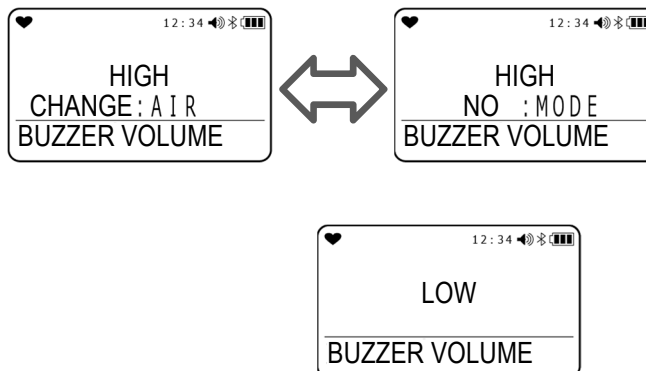 12:34
HIGH
CHANGE:AIR
BUZZER VOLUME
12:34
HIGH
NO :MODE
BUZZER VOLUME
12:34
LOW
BUZZER VOLUME